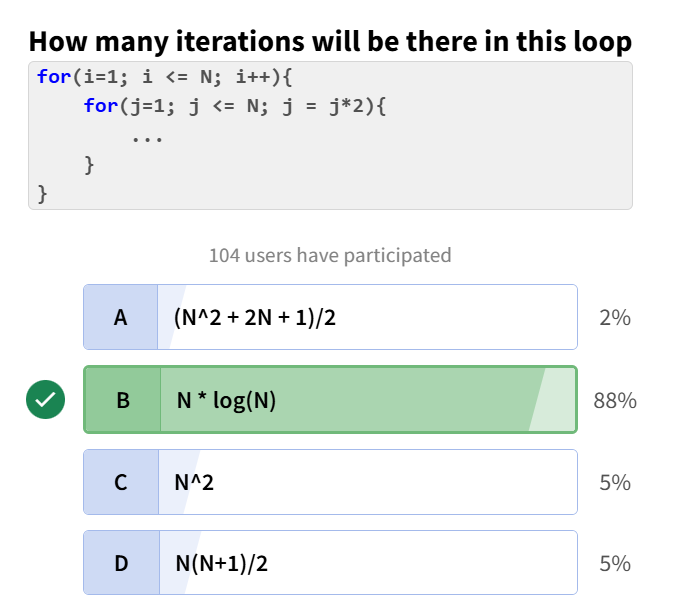 How many iterations will be there in this loop
for(i=1; i <= N; i++){
    for(j=1; j <= N; j = j*2){
        ...
    }
}
104 users have participated
A (N^2 + 2N + 1)/2 2%
B N * log(N) 88%
C N^2 5%
D N(N+1)/2 5%